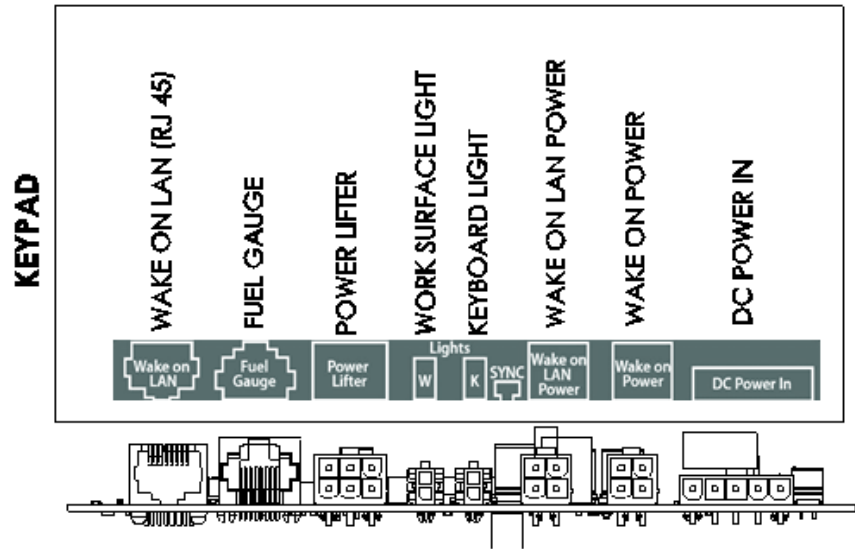 KEYPAD
WAKE ON LAN (RJ 45)
FUEL GAUGE
POWER LIFTER
WORK SURFACE LIGHT
KEYBOARD LIGHT
WAKE ON LAN POWER
WAKE ON POWER
DC POWER IN
Wake on
LAN
Fuel
Gauge
Power
Lifter
Lights
W
K
SYNC
Wake on
LAN
Power
Wake on
Power
DC Power In